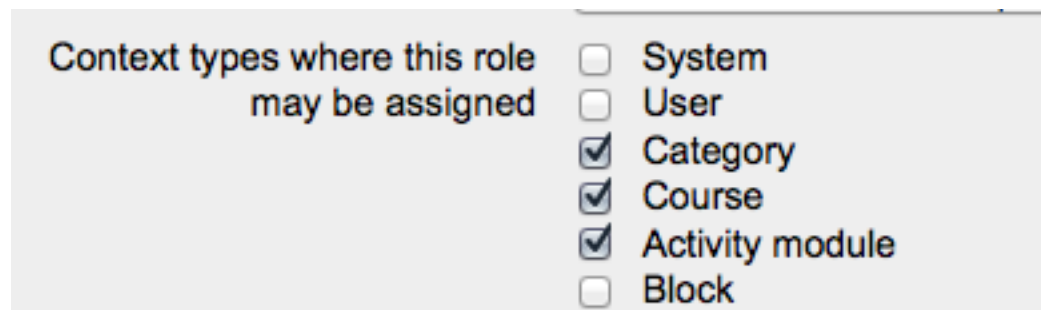 Context types where this role
may be assigned
System
User
Category
Course
Activity module
Block